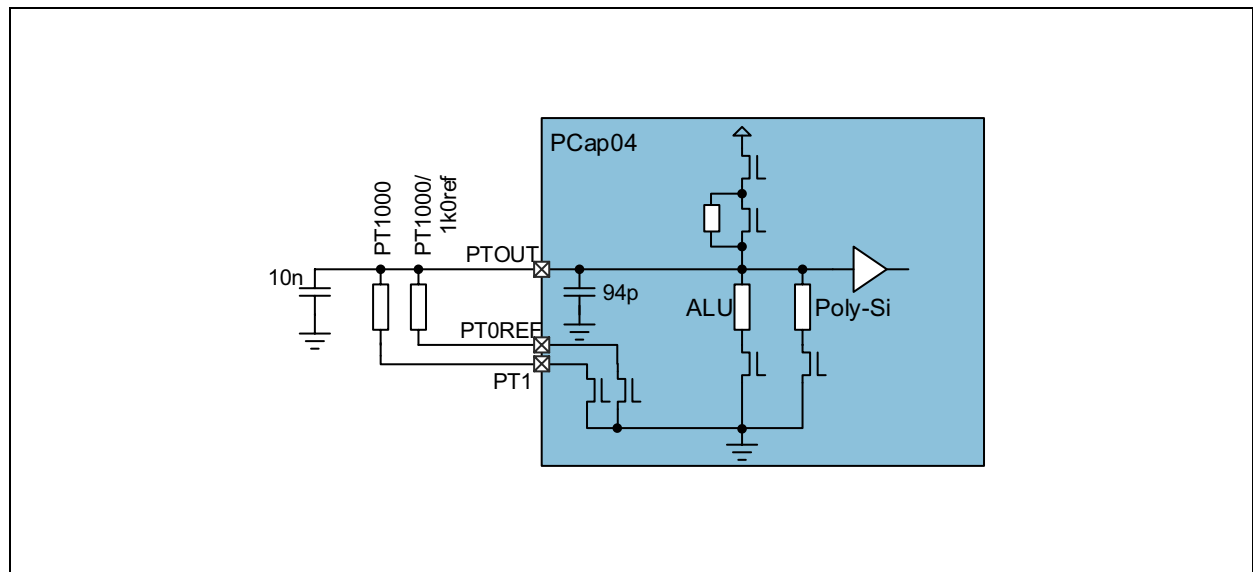 PCap04
PT1000
PT1000/
1k0ref
PTOUT
10n
94p
ALU
Poly-Si
PT0REF
PT1